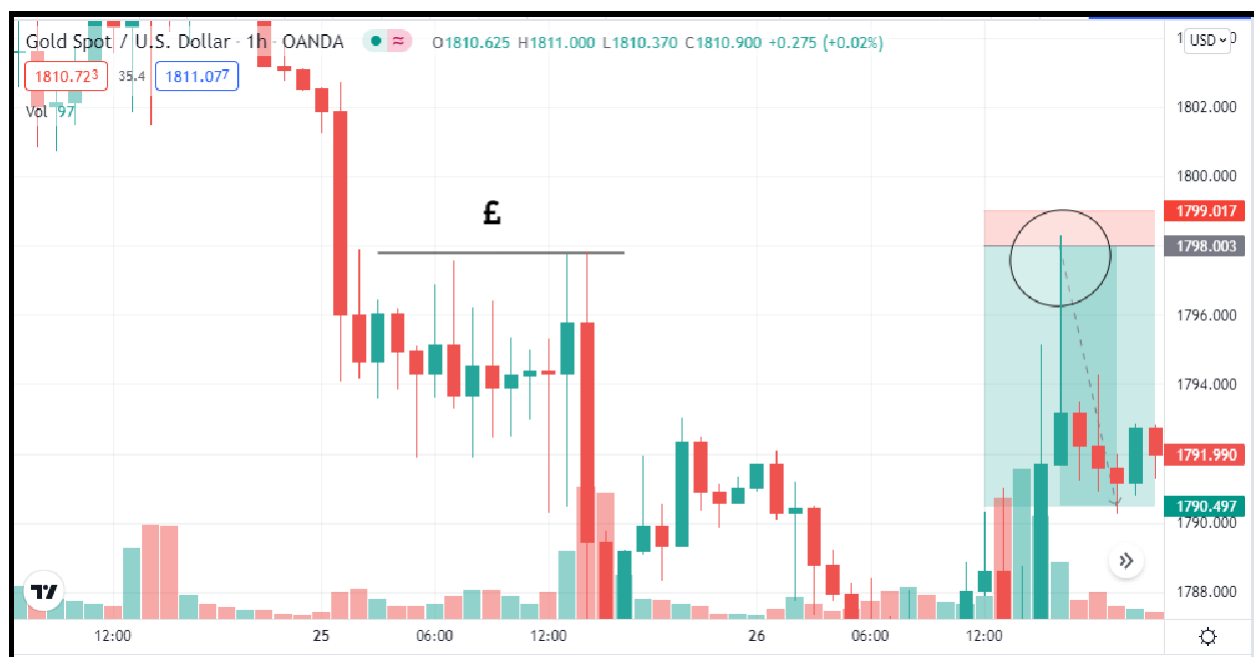 Gold Spot / U.S. Dollar · 1h · OANDA ≈ O1810.625 H1811.000 L1810.370 C1810.900 +0.275 (+0.02%)
USD
1810.723 35.4 1811.077
Vol 97
1802.000
1800.000
£
1799.017
1798.003
1796.000
1794.000
1791.990
1790.497
1790.000
1788.000
12:00 25 06:00 12:00 26 06:00 12:00